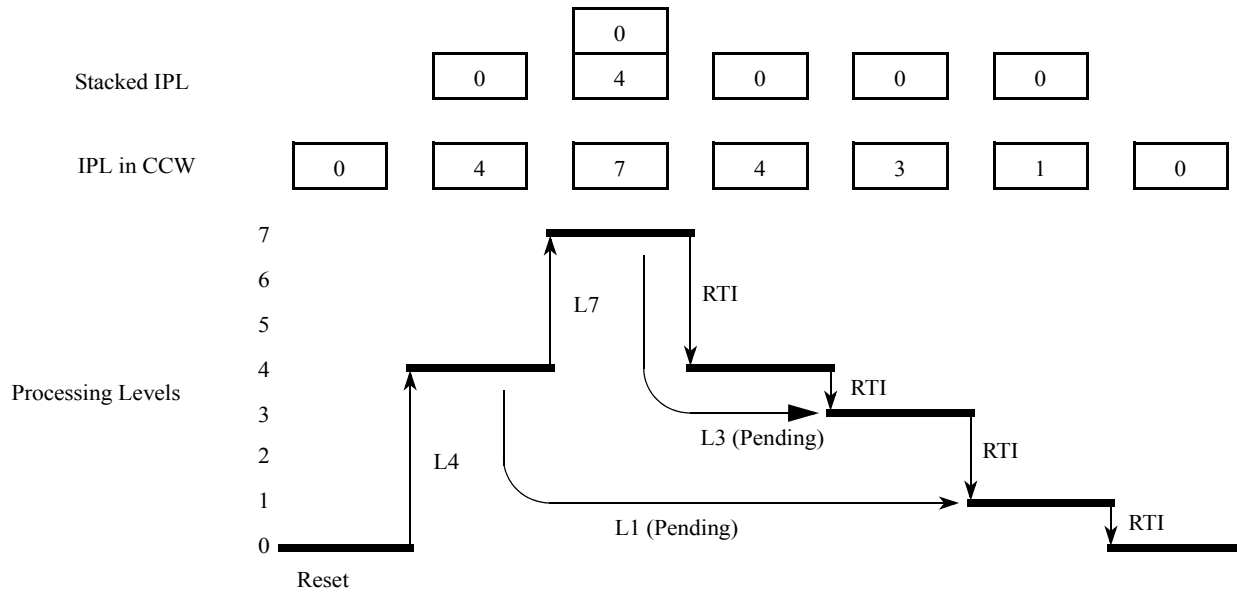 0
Stacked IPL 0 4 0 0 0
IPL in CCW 0 4 7 4 3 1 0
7
6
L7 RTI
5
4
Processing Levels
RTI
3
L3 (Pending)
2
L4
RTI
1
L1 (Pending)
RTI
0
Reset